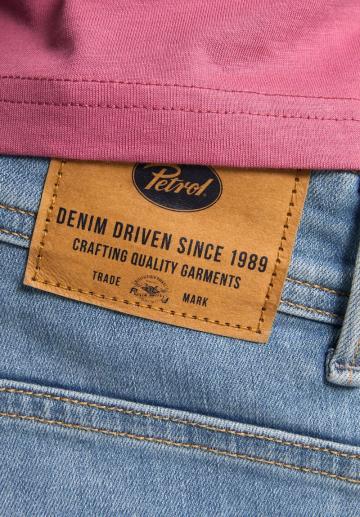 Petrol
DENIM DRIVEN SINCE 1989
CRAFTING QUALITY GARMENTS
TRADE MARK